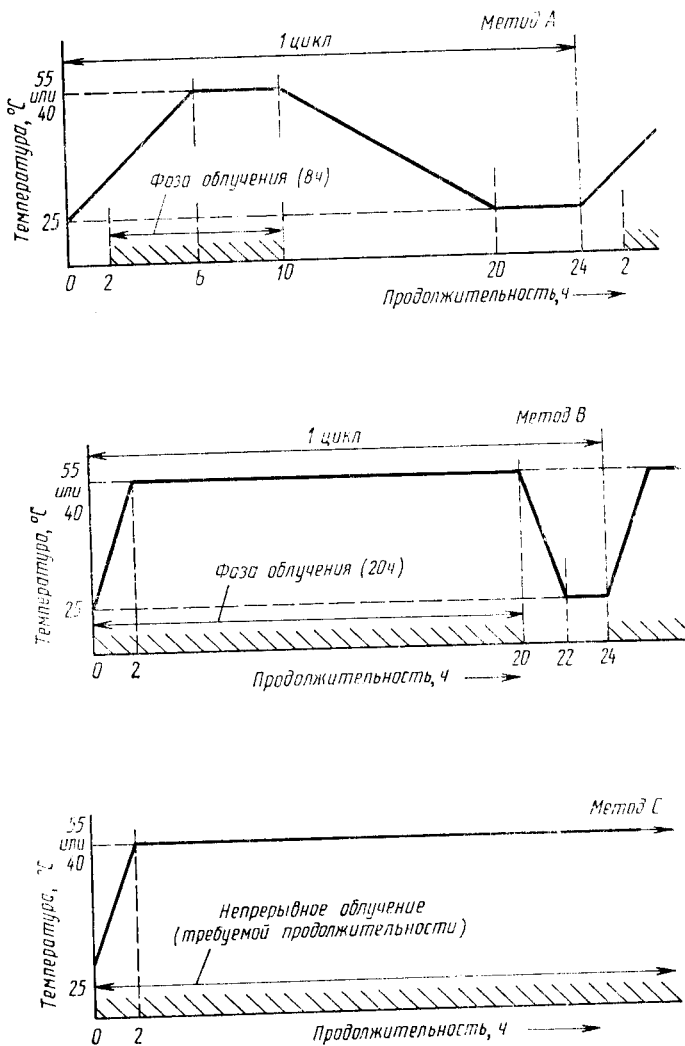 Метод А
1 цикл
55
или
40
25
Температура, °С
Фаза облучения (8ч)
0 2 6 10 20 24 2
Продолжительность, ч
Метод В
1 цикл
55
или
40
25
Температура, °С
Фаза облучения (20ч)
0 2 20 22 24
Продолжительность, ч
Метод С
55
или
40
25
Температура, °С
Непрерывное облучение
(требуемой продолжительности)
0 2
Продолжительность, ч